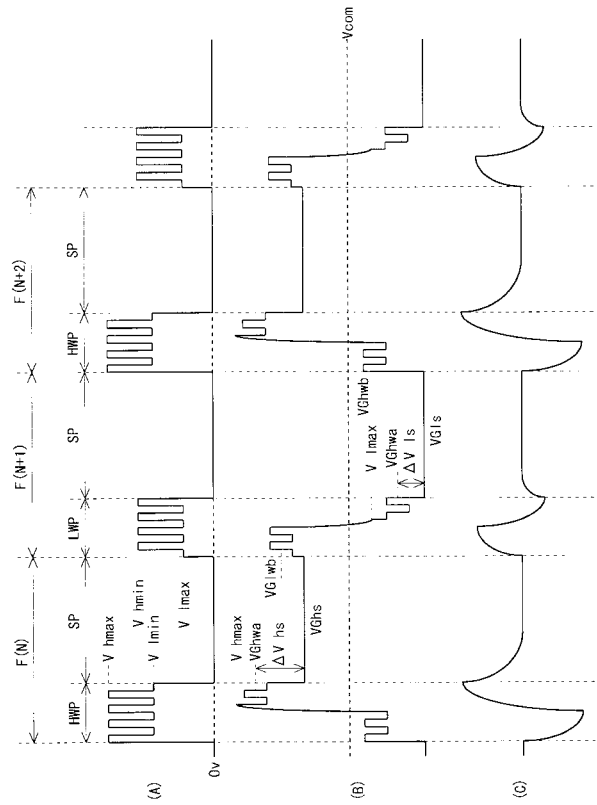 F(N)
F(N+1)
F(N+2)
HWP
SP
LWP
SP
HWP
SP
V hmax
V hmin
V lmin
V lmax
(A)
0v
V hmax
VGhwa
ΔV hs
VGhs
VGlwb
Vcom
VGhwb
V lmax
VGhwa
ΔV ls
VGls
(B)
(C)